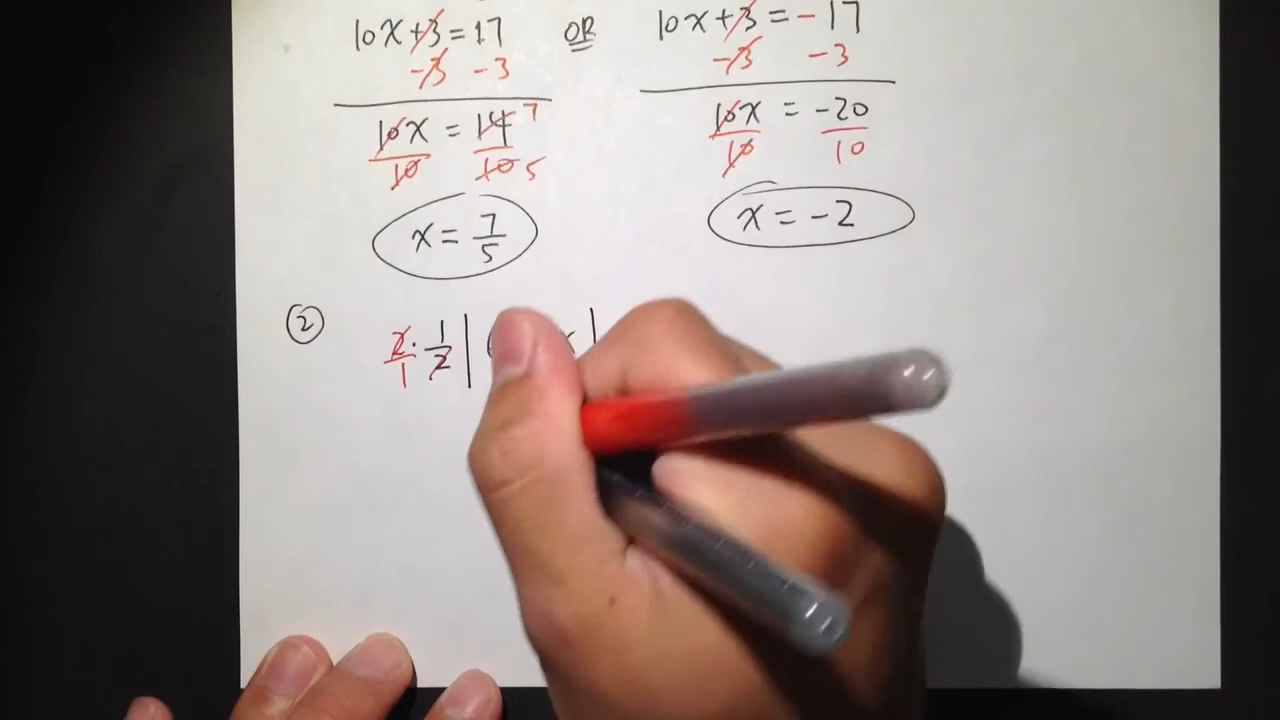 10x+3=17 OR 10x+3=-17
-3 -3 -3 -3
10x = 14 7 10x = -20
10 10 5 10 10
x = 7/5 x = -2
② 2/1 · 1/2 | x |